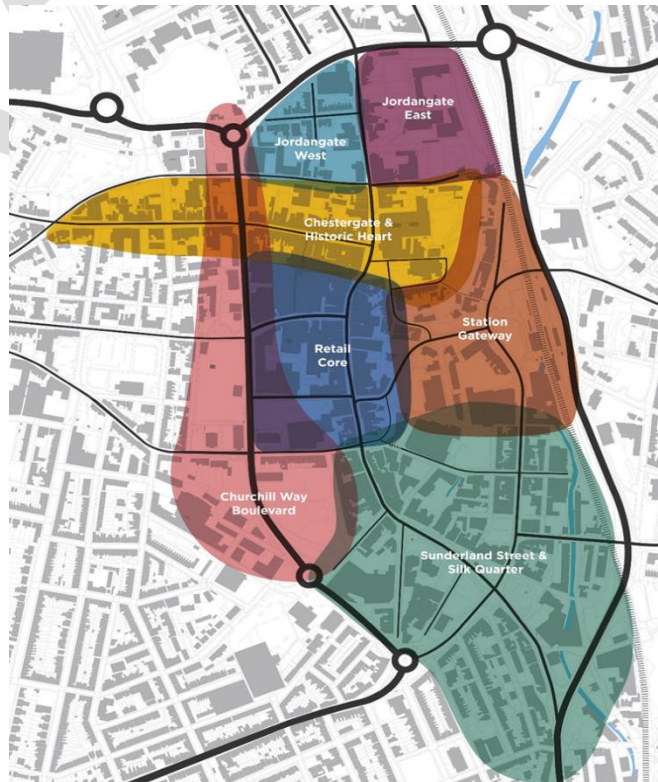 Jordangate
East
Jordangate
West
Chestergate &
Historic Heart
Station
Gateway
Retail
Core
Churchill Way
Boulevard
Sunderland Street &
Silk Quarter